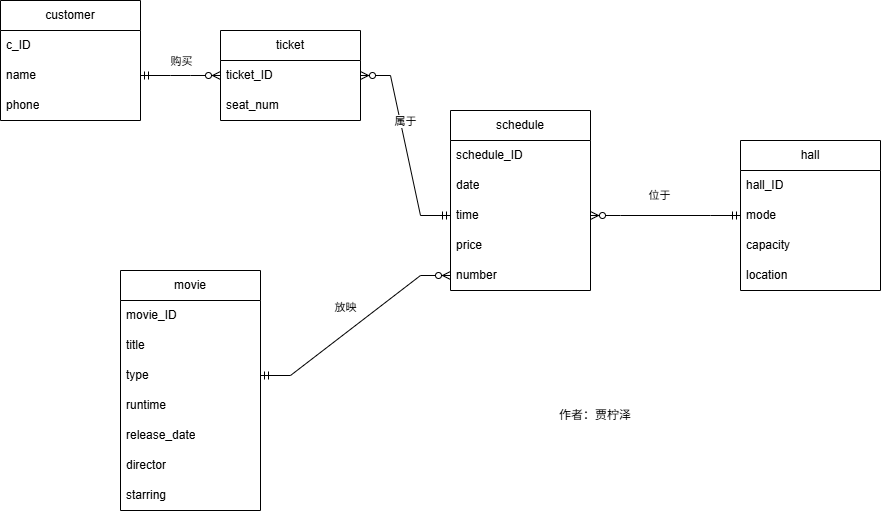 customer
c_ID
name
phone
购买
ticket
ticket_ID
seat_num
属于
schedule
schedule_ID
date
time
price
number
位于
hall
hall_ID
mode
capacity
location
放映
movie
movie_ID
title
type
runtime
release_date
director
starring
作者：贾柠泽